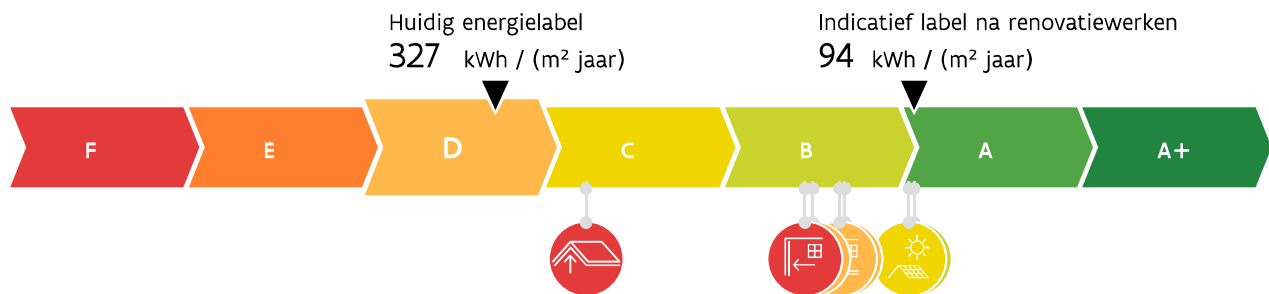 Huidig energielabel
327 kWh / (m² jaar)
Indicatief label na renovatiewerken
94 kWh / (m² jaar)
F E D C B A A+